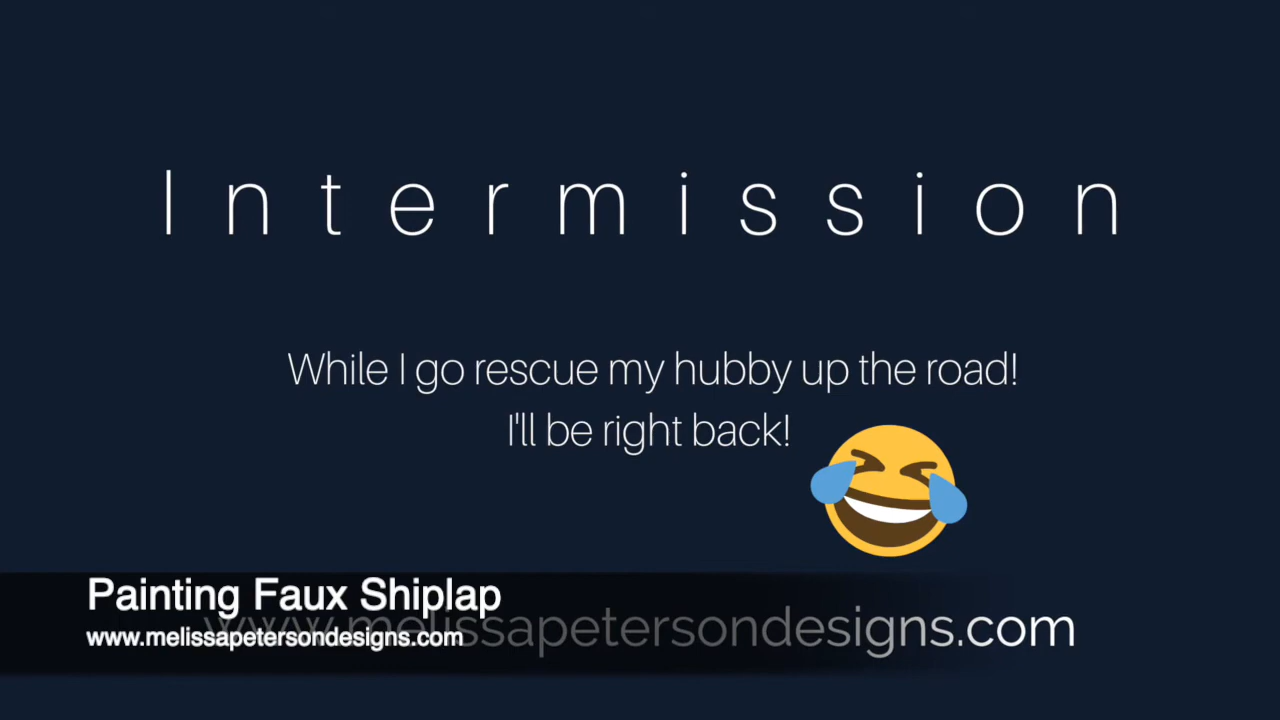 Intermission
While I go rescue my hubby up the road!
I'll be right back!
Painting Faux Shiplap
www.melissapetersondesigns.com
www.melissapetersondesigns.com